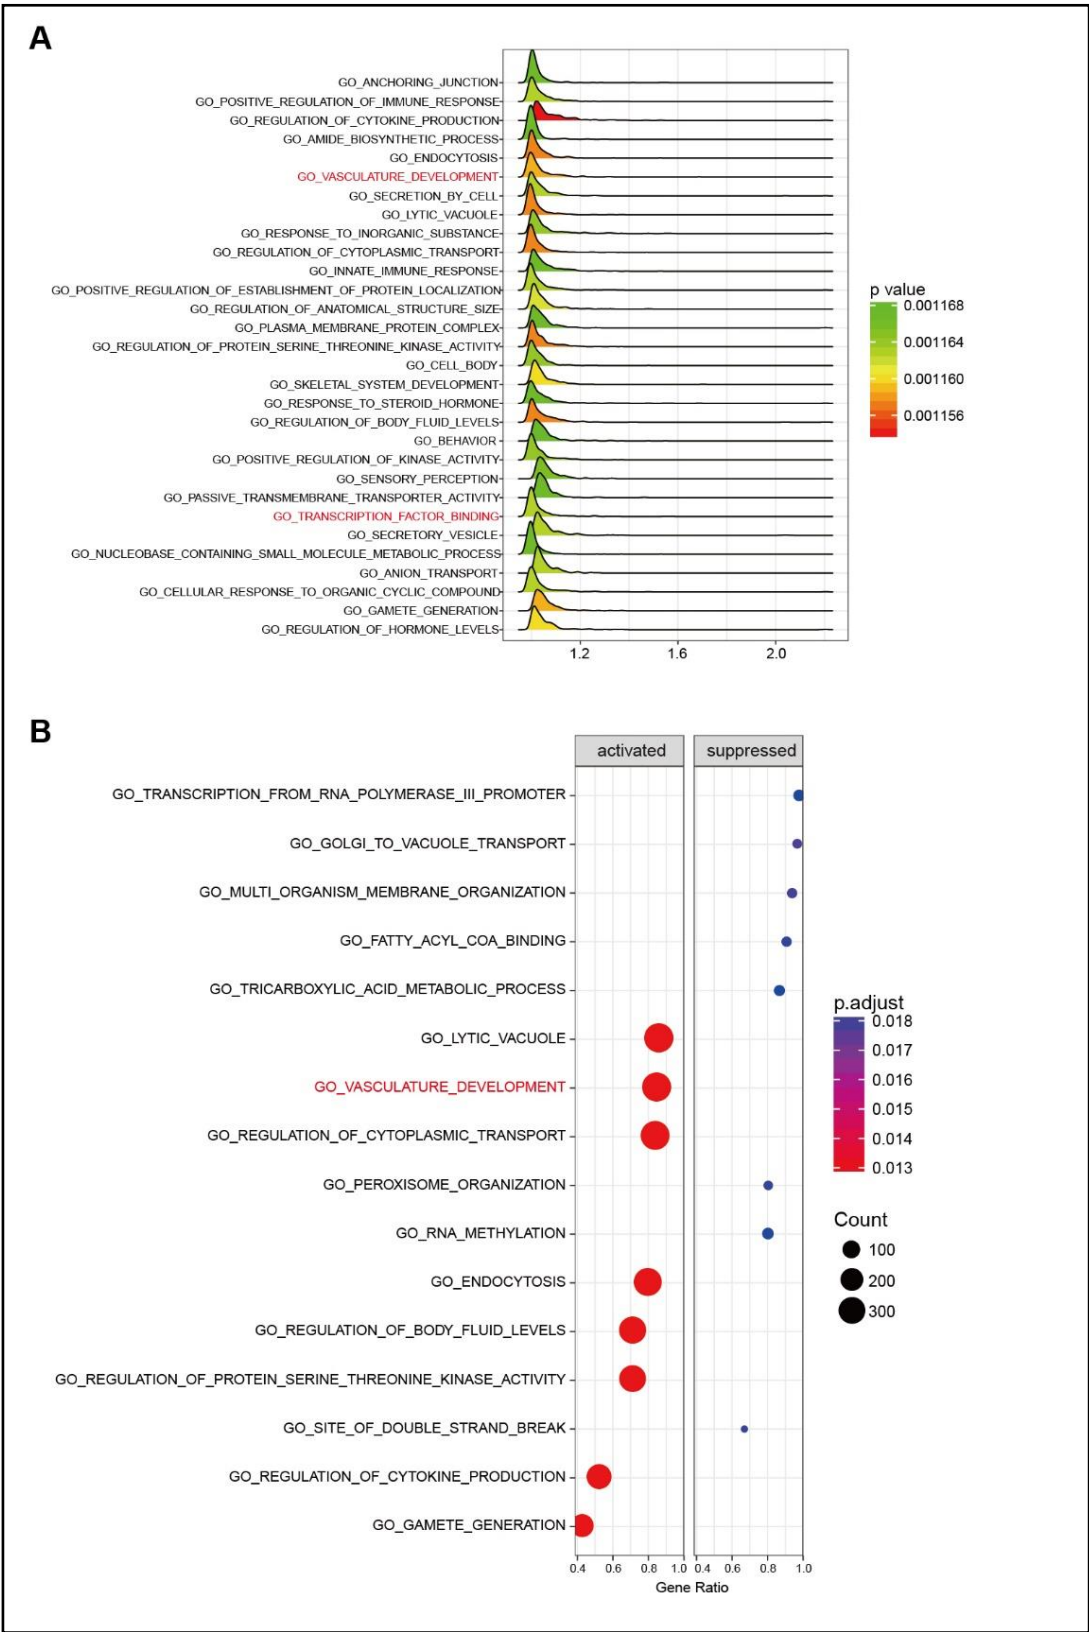 A
GO_ANCHORING_JUNCTION
GO_POSITIVE_REGULATION_OF_IMMUNE_RESPONSE
GO_REGULATION_OF_CYTOKINE_PRODUCTION
GO_AMIDE_BIOSYNTHETIC_PROCESS
GO_ENDOCYTOSIS
GO_VASCULATURE_DEVELOPMENT
GO_SECRETION_BY_CELL
GO_LYTIC_VACUOLE
GO_RESPONSE_TO_INORGANIC_SUBSTANCE
GO_REGULATION_OF_CYTOPLASMIC_TRANSPORT
GO_INNATE_IMMUNE_RESPONSE
GO_POSITIVE_REGULATION_OF_ESTABLISHMENT_OF_PROTEIN_LOCALIZATION
GO_REGULATION_OF_ANATOMICAL_STRUCTURE_SIZE
GO_PLASMA_MEMBRANE_PROTEIN_COMPLEX
GO_REGULATION_OF_PROTEIN_SERINE_THREONINE_KINASE_ACTIVITY
GO_CELL_BODY
GO_SKELETAL_SYSTEM_DEVELOPMENT
GO_RESPONSE_TO_STEROID_HORMONE
GO_REGULATION_OF_BODY_FLUID_LEVELS
GO_BEHAVIOR
GO_POSITIVE_REGULATION_OF_KINASE_ACTIVITY
GO_SENSORY_PERCEPTION
GO_PASSIVE_TRANSMEMBRANE_TRANSPORTER_ACTIVITY
GO_TRANSCRIPTION_FACTOR_BINDING
GO_SECRETORY_VESICLE
GO_NUCLEOBASE_CONTAINING_SMALL_MOLECULE_METABOLIC_PROCESS
GO_ANION_TRANSPORT
GO_CELLULAR_RESPONSE_TO_ORGANIC_CYCLIC_COMPOUND
GO_GAMETE_GENERATION
GO_REGULATION_OF_HORMONE_LEVELS
1.2 1.6 2.0
p value
0.001168
0.001164
0.001160
0.001156
B
activated suppressed
GO_TRANSCRIPTION_FROM_RNA_POLYMERASE_III_PROMOTER
GO_GOLGI_TO_VACUOLE_TRANSPORT
GO_MULTI_ORGANISM_MEMBRANE_ORGANIZATION
GO_FATTY_ACYL_COA_BINDING
GO_TRICARBOXYLIC_ACID_METABOLIC_PROCESS
GO_LYTIC_VACUOLE
GO_VASCULATURE_DEVELOPMENT
GO_REGULATION_OF_CYTOPLASMIC_TRANSPORT
GO_PEROXISOME_ORGANIZATION
GO_RNA_METHYLATION
GO_ENDOCYTOSIS
GO_REGULATION_OF_BODY_FLUID_LEVELS
GO_REGULATION_OF_PROTEIN_SERINE_THREONINE_KINASE_ACTIVITY
GO_SITE_OF_DOUBLE_STRAND_BREAK
GO_REGULATION_OF_CYTOKINE_PRODUCTION
GO_GAMETE_GENERATION
0.4 0.6 0.8 1.0 0.4 0.6 0.8 1.0
Gene Ratio
p.adjust
0.018
0.017
0.016
0.015
0.014
0.013
Count
100
200
300